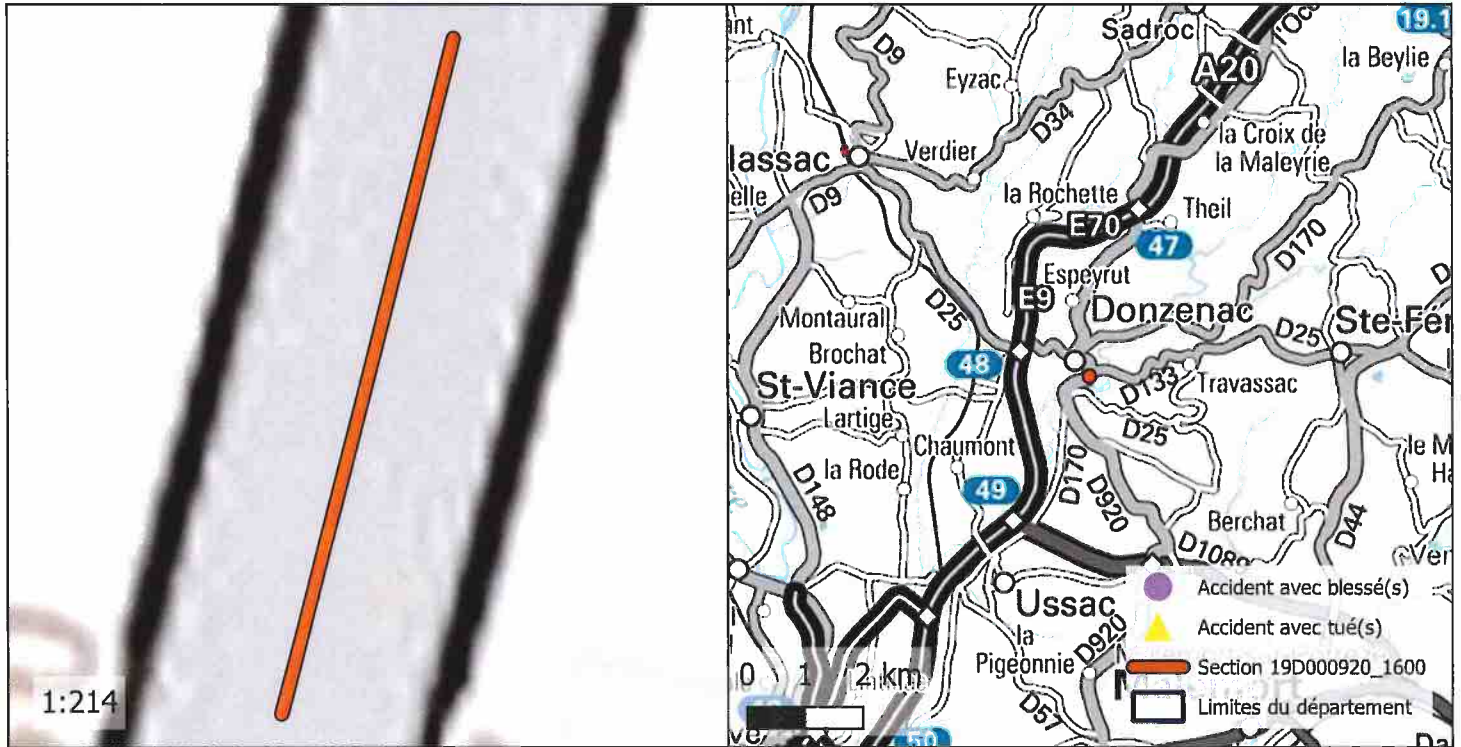 1:214
Sadroc
19.1
D9
A20
Eyzac
la Beylie
D34
la Croix de
la Maleyrie
Verdier
la Rochette
D9
E70
Theil
47
D170
Espeyrut
E9
Donzenac
Montaural
D25
Brochat
D25
48
St-Viance
D133
Travassac
Lartige
D25
Chaumont
la Rode
D170
49
D920
D148
Berchat
D44
D1089
Ussac
la
Pigeonnie
D920
D57
50
0 1 2 km
Accident avec blessé(s)
Accident avec tué(s)
Section 19D000920_1600
Limites du département